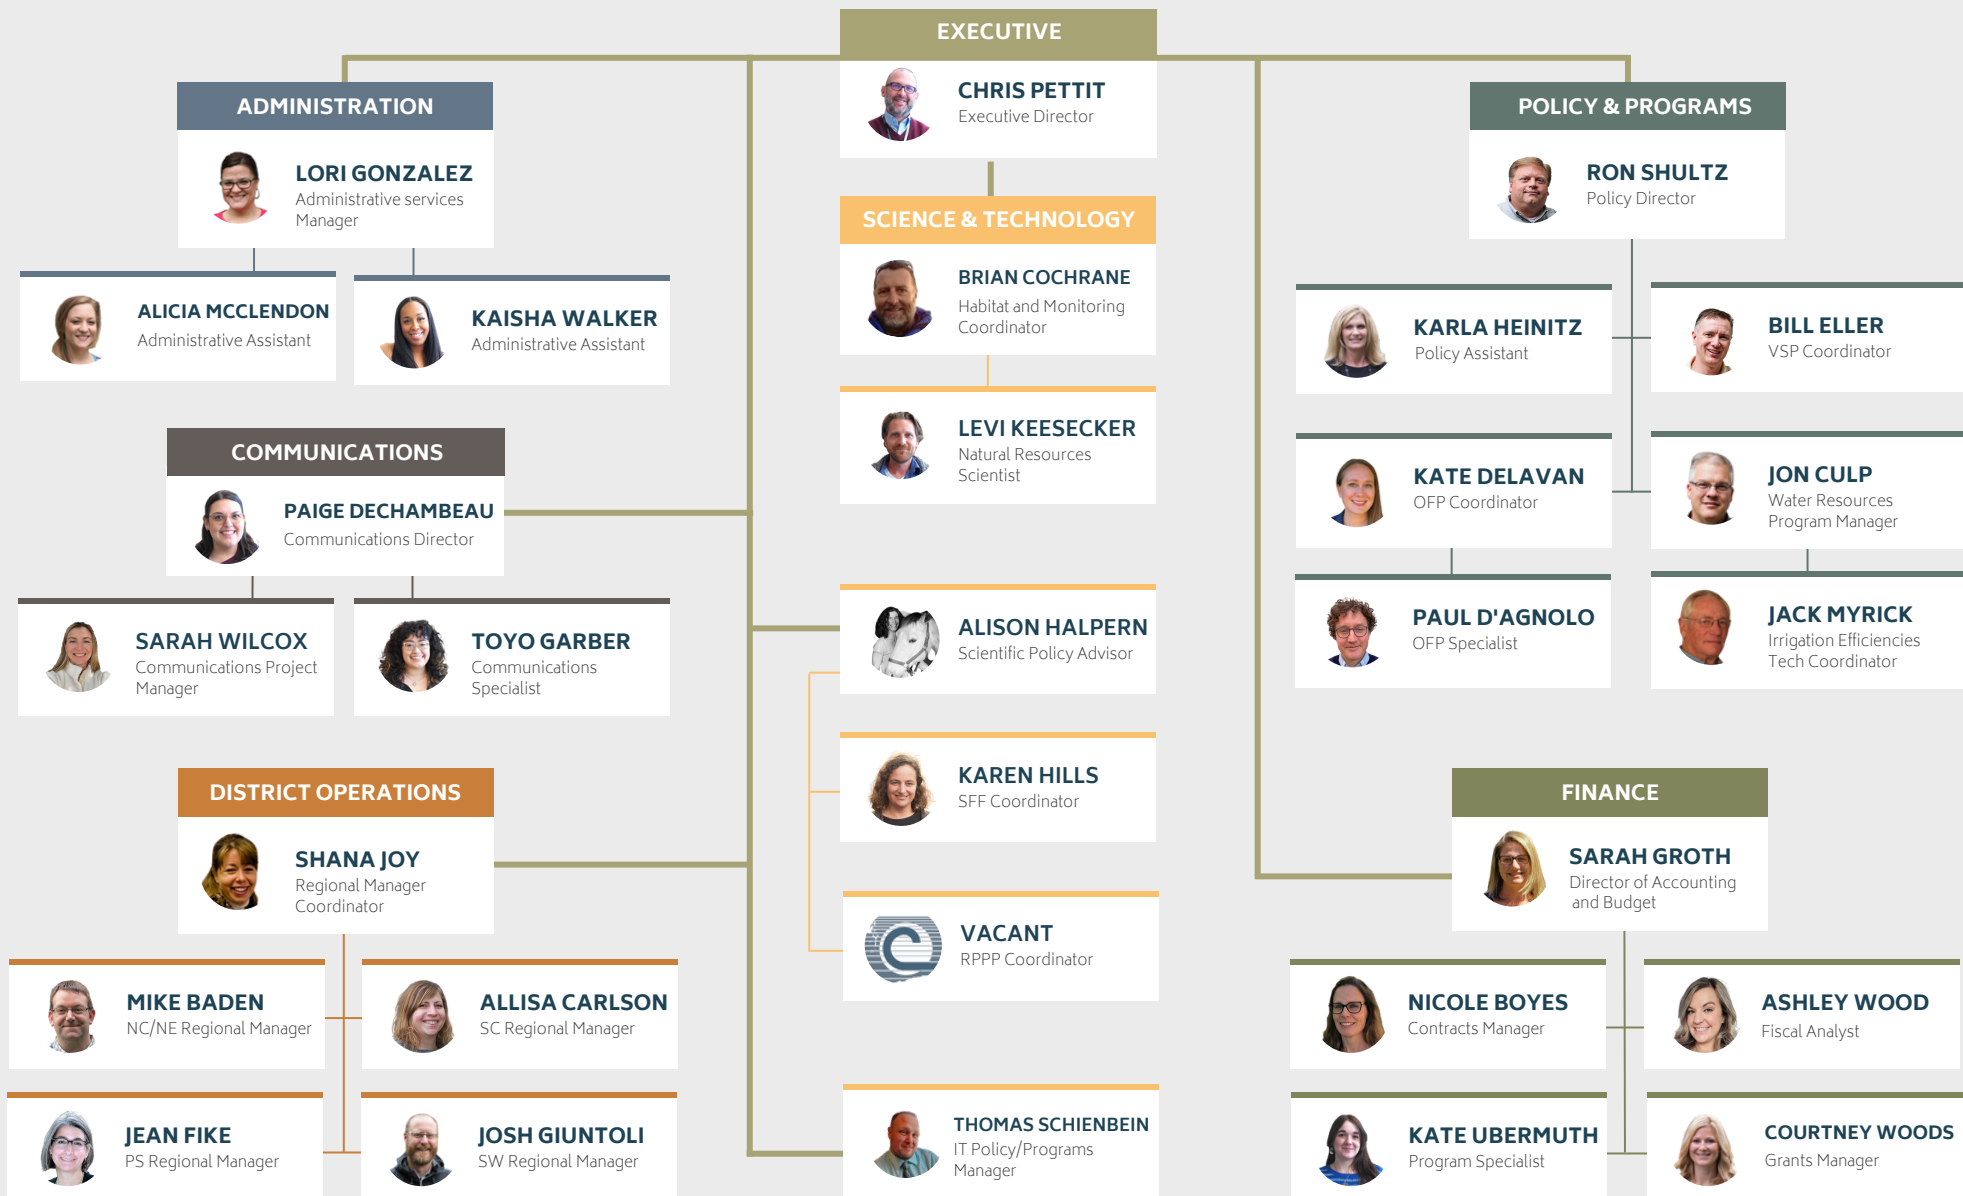 EXECUTIVE
CHRIS PETTIT
Executive Director
ADMINISTRATION
LORI GONZALEZ
Administrative services
Manager
ALICIA MCCLENDON
Administrative Assistant
KAISHA WALKER
Administrative Assistant
COMMUNICATIONS
PAIGE DECHAMBEAU
Communications Director
SARAH WILCOX
Communications Project
Manager
TOYO GARBER
Communications
Specialist
DISTRICT OPERATIONS
SHANA JOY
Regional Manager
Coordinator
MIKE BADEN
NC/NE Regional Manager
ALLISA CARLSON
SC Regional Manager
JEAN FIKE
PS Regional Manager
JOSH GIUNTOLI
SW Regional Manager
SCIENCE & TECHNOLOGY
BRIAN COCHRANE
Habitat and Monitoring
Coordinator
LEVI KEESECKER
Natural Resources
Scientist
ALISON HALPERN
Scientific Policy Advisor
KAREN HILLS
SFF Coordinator
VACANT
RPPP Coordinator
THOMAS SCHIENBEIN
IT Policy/Programs
Manager
POLICY & PROGRAMS
RON SHULTZ
Policy Director
KARLA HEINITZ
Policy Assistant
BILL ELLER
VSP Coordinator
KATE DELAVAN
OFP Coordinator
JON CULP
Water Resources
Program Manager
PAUL D'AGNOLO
OFP Specialist
JACK MYRICK
Irrigation Efficiencies
Tech Coordinator
FINANCE
SARAH GROTH
Director of Accounting
and Budget
NICOLE BOYES
Contracts Manager
ASHLEY WOOD
Fiscal Analyst
KATE UBERMUTH
Program Specialist
COURTNEY WOODS
Grants Manager